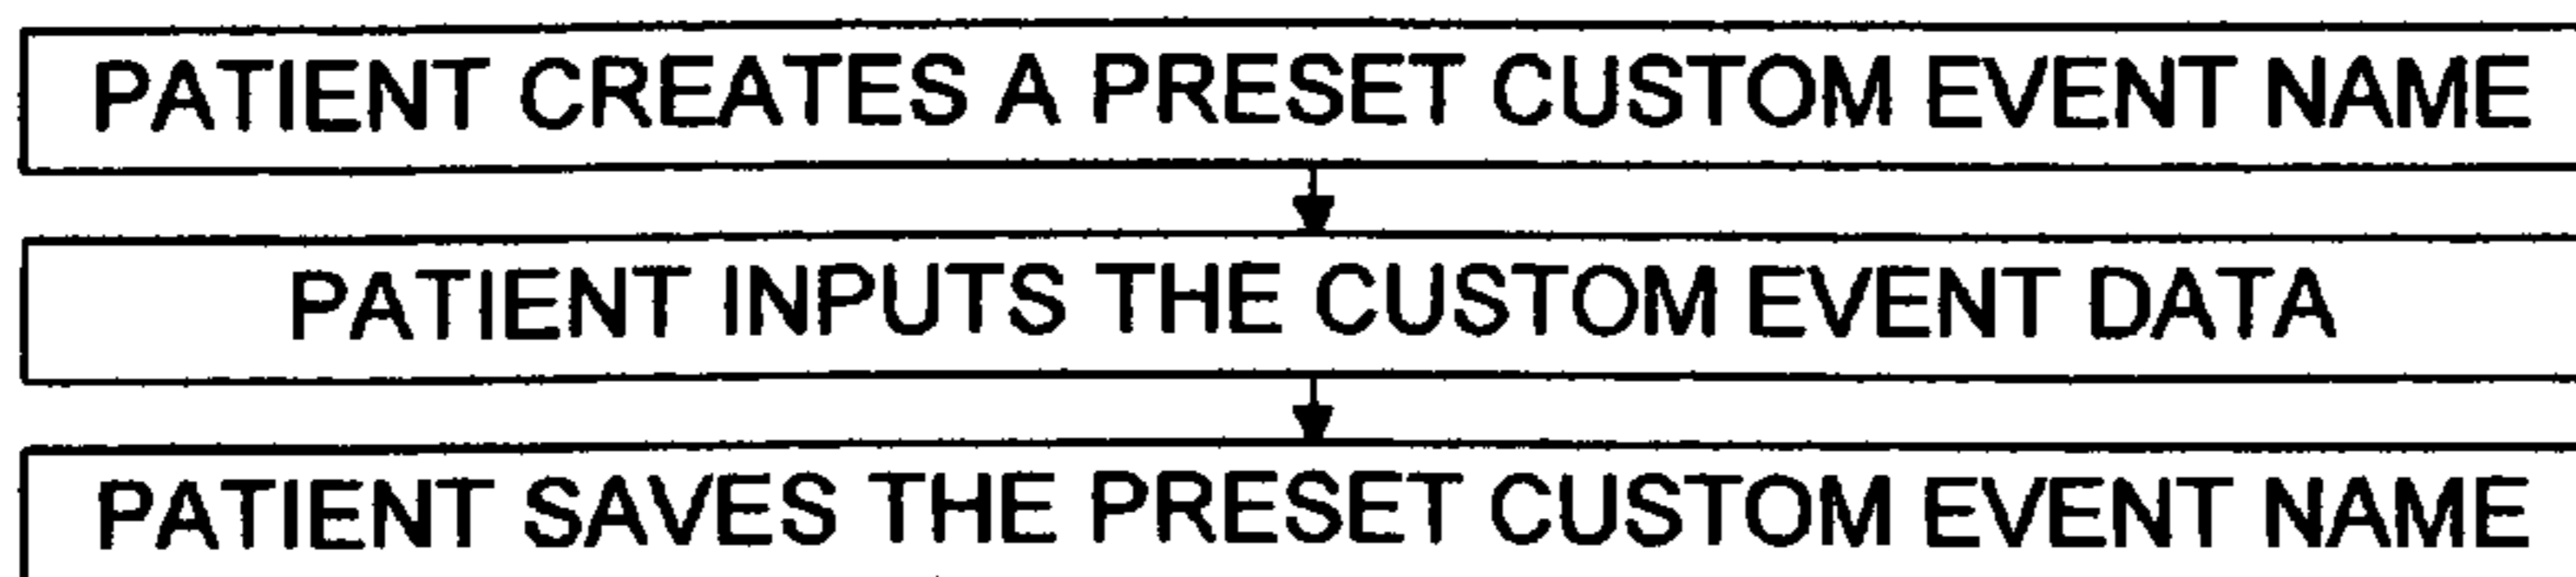 PATIENT CREATES A PRESET CUSTOM EVENT NAME
PATIENT INPUTS THE CUSTOM EVENT DATA
PATIENT SAVES THE PRESET CUSTOM EVENT NAME